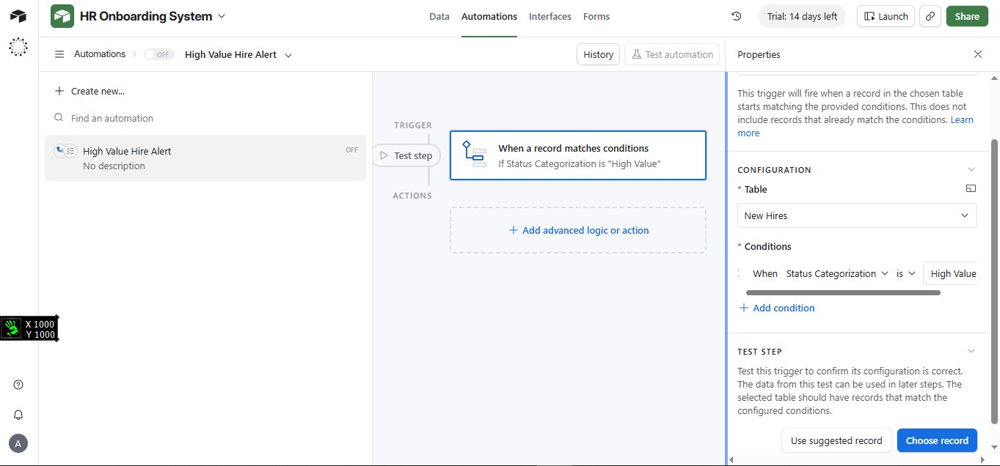 HR Onboarding System
Data
Automations
Interfaces
Forms
Trial: 14 days left
Launch
Share
Automations
OFF
High Value Hire Alert
History
Test automation
Properties
Create new...
Find an automation
High Value Hire Alert
OFF
No description
TRIGGER
Test step
When a record matches conditions
If Status Categorization is "High Value"
ACTIONS
Add advanced logic or action
This trigger will fire when a record in the chosen table
starts matching the provided conditions. This does not
include records that already match the conditions. Learn
more
CONFIGURATION
* Table
New Hires
* Conditions
When Status Categorization is High Value
Add condition
TEST STEP
Test this trigger to confirm its configuration is correct.
The data from this test can be used in later steps. The
selected table should have records that match the
configured conditions.
Use suggested record
Choose record
X 1000
Y 1000
A